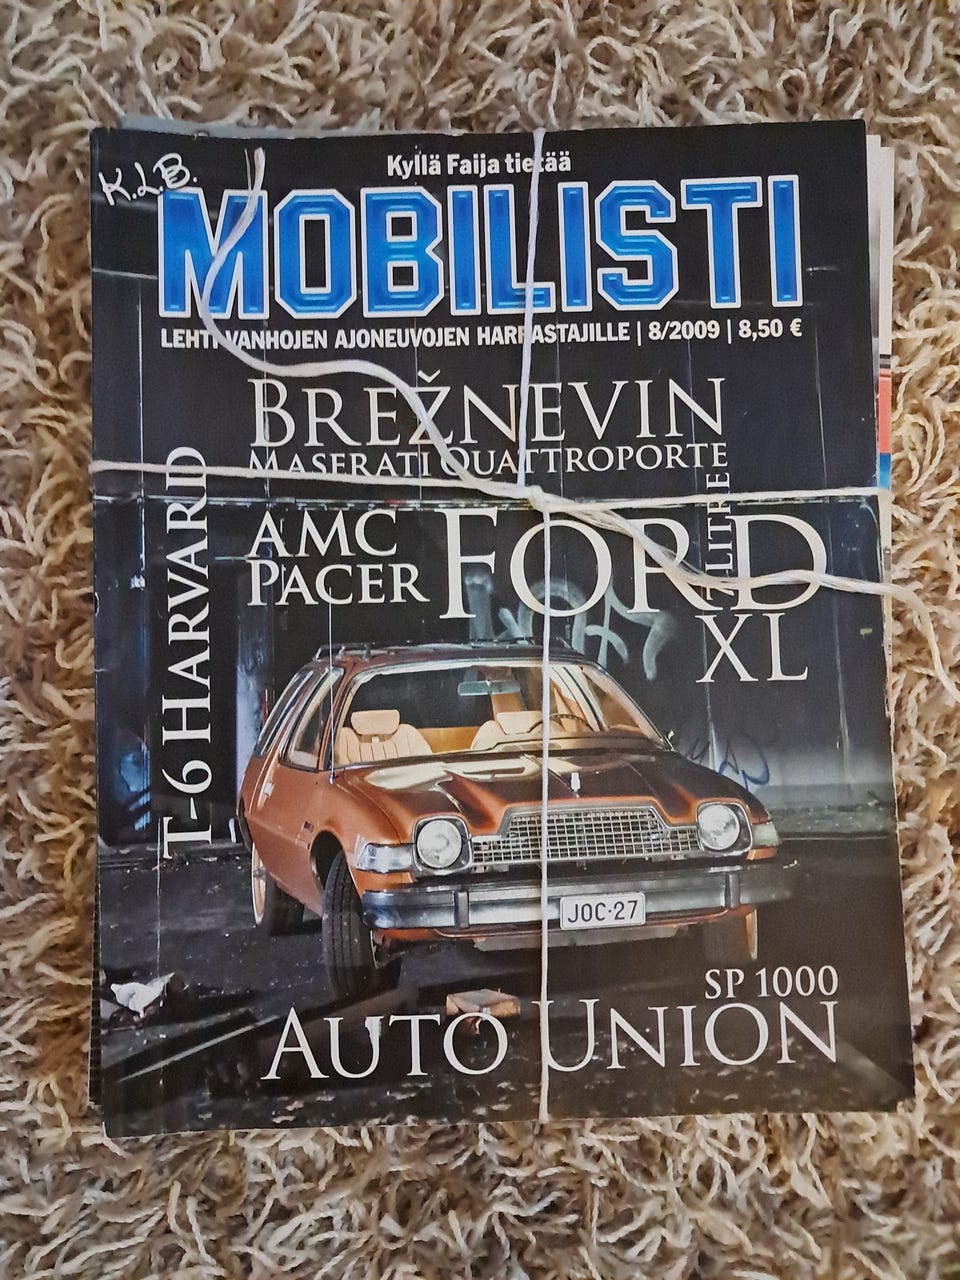 K.L.B.
Kyllä Faija tietää
MOBILISTI
LEHTI VANHOJEN AJONEUVOJEN HARRASTAJILLE | 8/2009 | 8,50 €
BREŽNEVIN
MASERATI QUATTROPORTE
T-6 HARVARD
AMC
PACER
FORD
XL
JOC-27
SP 1000
AUTO UNION